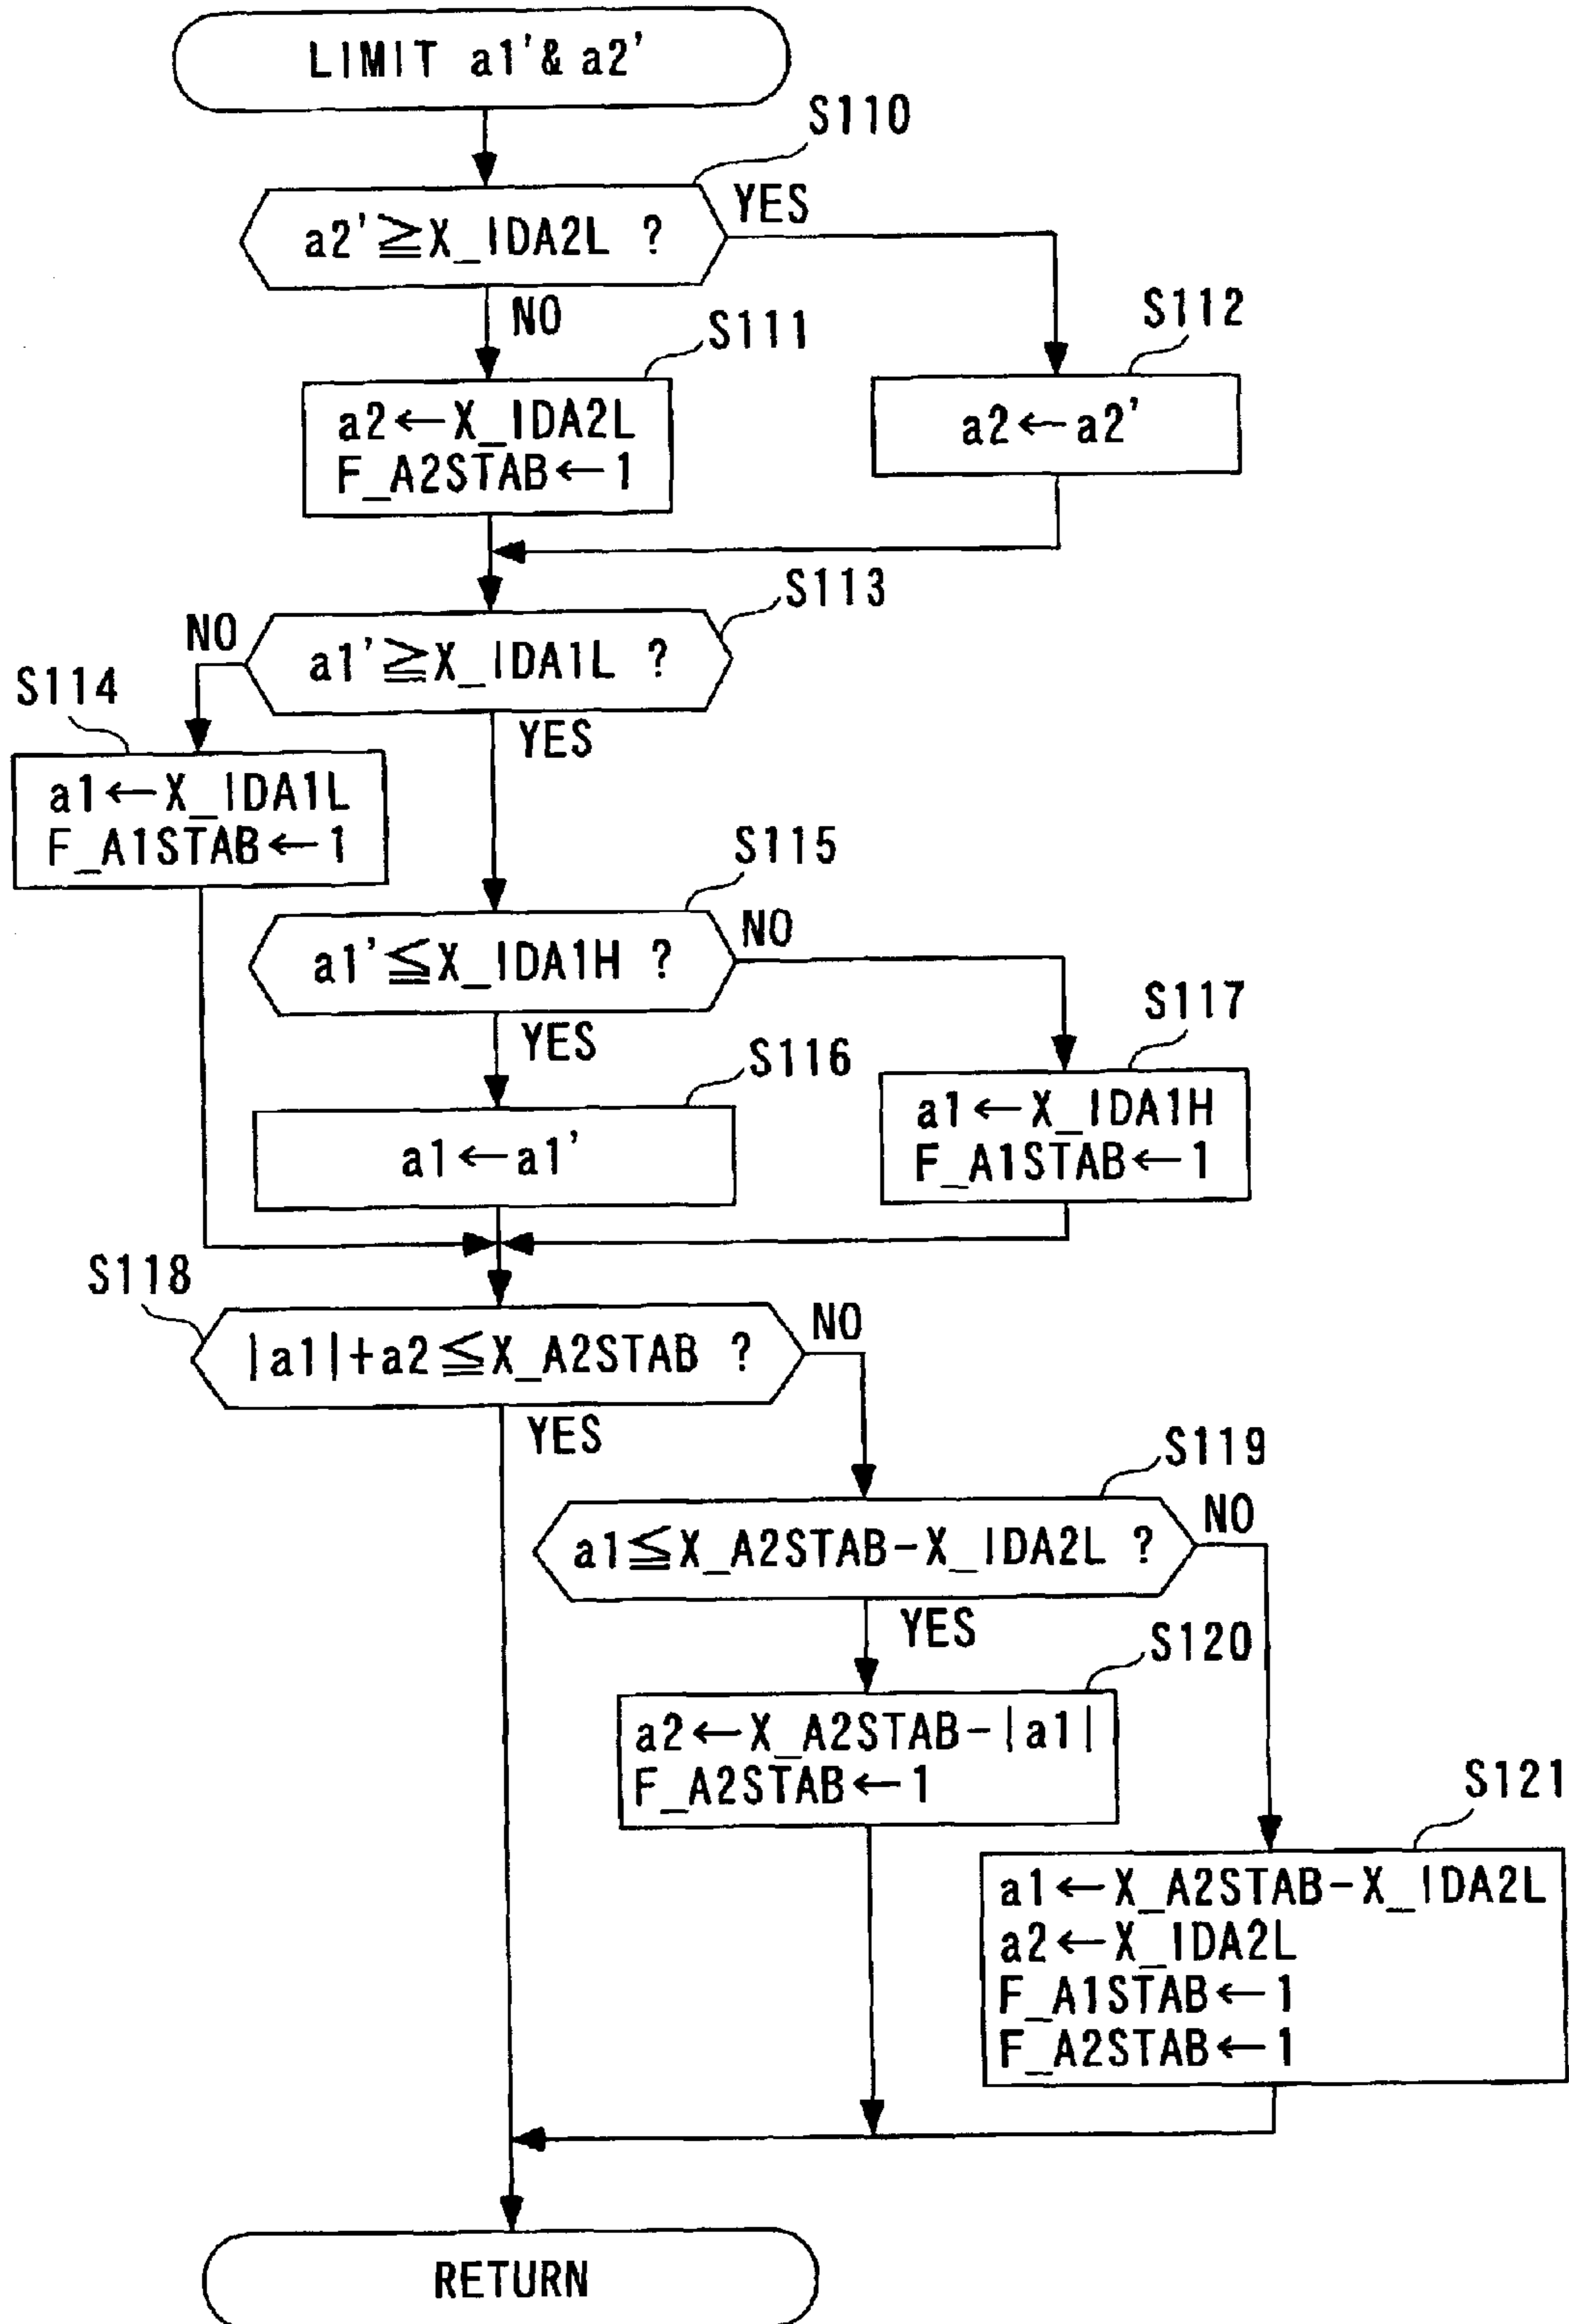 LIMIT a1'& a2'
S110
a2'≧X_IDA2L ?
YES
NO
S111
S112
a2←X_IDA2L
F_A2STAB←1
a2←a2'
S113
NO
a1'≧X_IDA1L ?
S114
YES
a1←X_IDA1L
F_A1STAB←1
S115
a1'≦X_IDA1H ?
NO
YES
S116
S117
a1←a1'
a1←X_IDA1H
F_A1STAB←1
S118
|a1|+a2≦X_A2STAB ?
NO
YES
S119
a1≦X_A2STAB-X_IDA2L ?
NO
YES
S120
a2←X_A2STAB-|a1|
F_A2STAB←1
S121
a1←X_A2STAB-X_IDA2L
a2←X_IDA2L
F_A1STAB←1
F_A2STAB←1
RETURN